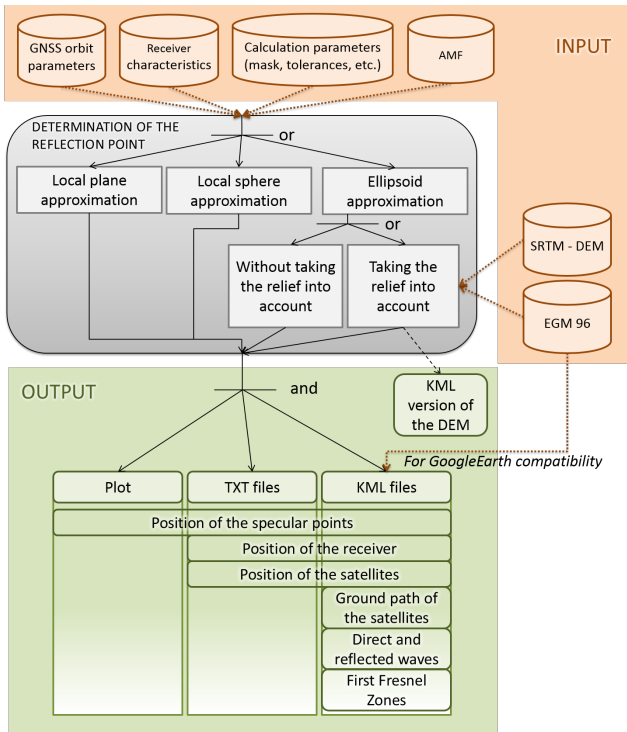 INPUT
GNSS orbit
parameters
Receiver
characteristics
Calculation parameters
(mask, tolerances, etc.)
AMF
DETERMINATION OF THE
REFLECTION POINT
or
Local plane
approximation
Local sphere
approximation
Ellipsoid
approximation
or
Without taking
the relief into
account
Taking the
relief into
account
SRTM - DEM
EGM 96
OUTPUT
and
KML
version of
the DEM
For GoogleEarth compatibility
Plot
TXT files
KML files
Position of the specular points
Position of the receiver
Position of the satellites
Ground path of
the satellites
Direct and
reflected waves
First Fresnel
Zones